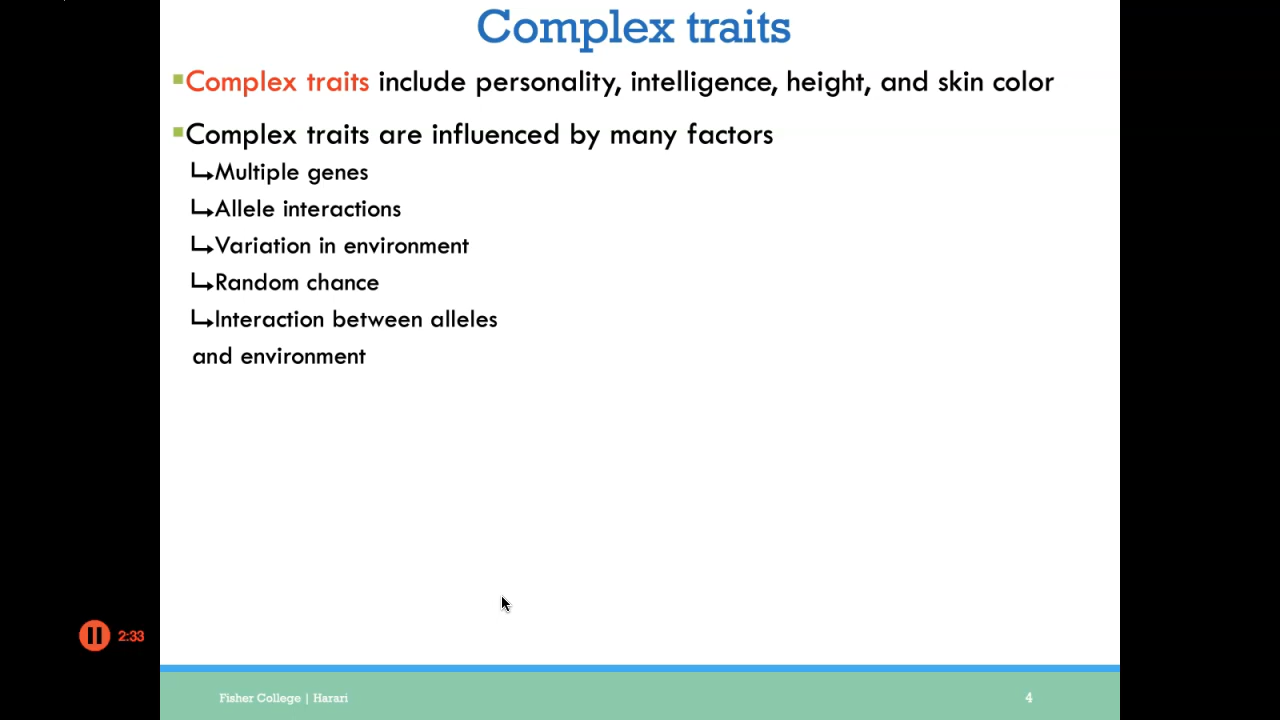 Complex traits
Complex traits include personality, intelligence, height, and skin color
Complex traits are influenced by many factors
Multiple genes
Allele interactions
Variation in environment
Random chance
Interaction between alleles
and environment
2:33
Fisher College | Harari
4